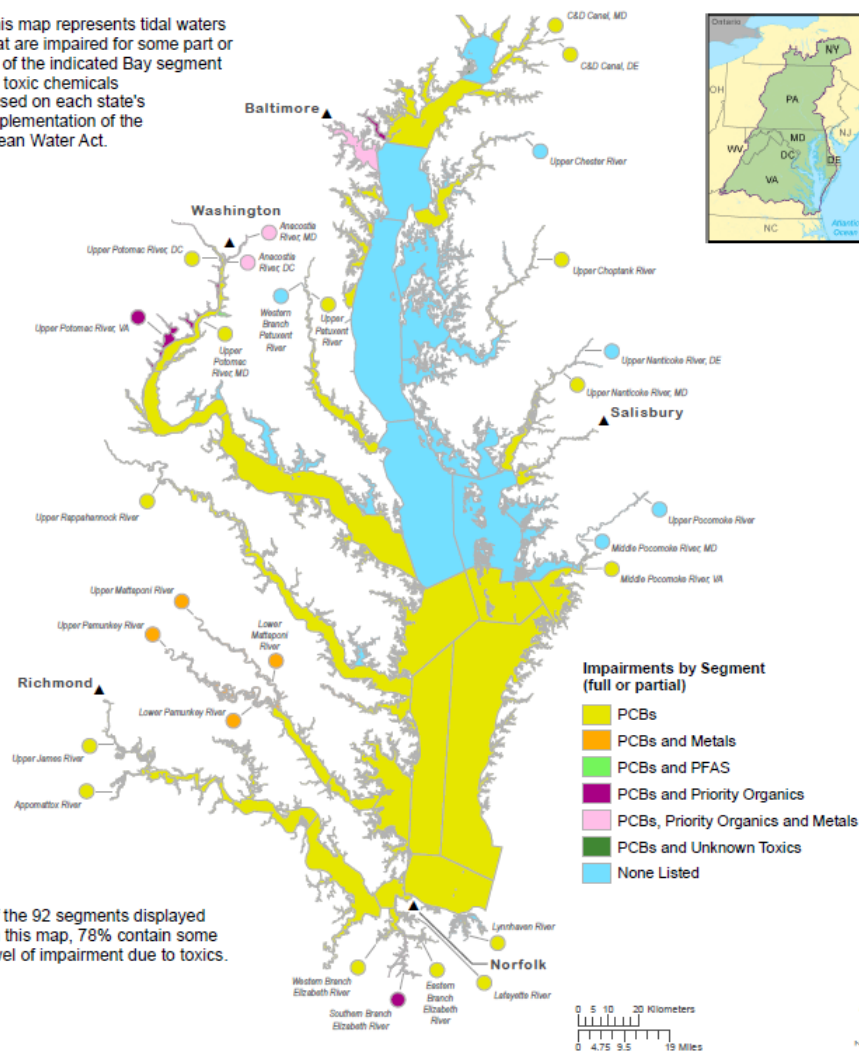 is map represents tidal waters
at are impaired for some part or
of the indicated Bay segment
toxic chemicals
sed on each state's
plementation of the
ean Water Act.
C&D Canal, MD
C&D Canal, DE
Baltimore
Upper Chester River
Washington
Anacostia
River, MD
Upper Potomac River, DC
Anacostia
River, DC
Upper Choptank River
Western
Branch
Patuxent
River
Upper
Patuxent
River
Upper Potomac River, VA
Upper
Potomac
River, MD
Upper Nanticoke River, DE
Upper Nanticoke River, MD
Salisbury
Upper Rappahannock River
Upper Pocomoke River
Middle Pocomoke River, MD
Middle Pocomoke River, VA
Upper Mattaponi River
Upper Pamunkey River
Lower
Mattaponi
River
Richmond
Lower Pamunkey River
Upper James River
Appomattox River
Impairments by Segment
(full or partial)
PCBs
PCBs and Metals
PCBs and PFAS
PCBs and Priority Organics
PCBs, Priority Organics and Metals
PCBs and Unknown Toxics
None Listed
the 92 segments displayed
this map, 78% contain some
vel of impairment due to toxics.
Lynnhaven River
Norfolk
Western Branch
Elizabeth River
Eastern
Branch
Elizabeth
River
Lafayette River
Southern Branch
Elizabeth River
0 5 10 20 Kilometers
0 4.75 9.5 19 Miles
Ontario
NY
OH
PA
NJ
MD
WV
DC
DE
VA
NC
Atlantic
Ocean